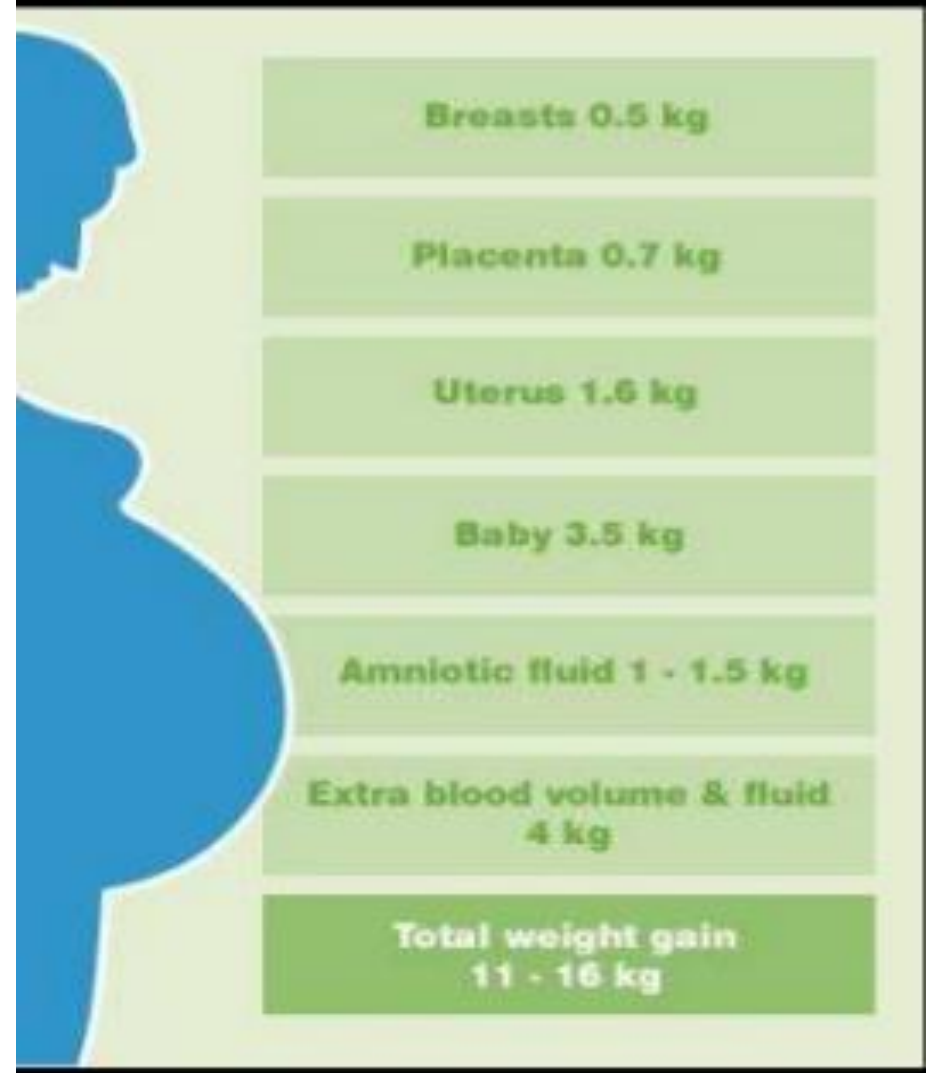 Breasts 0.5 kg
Placenta 0.7 kg
Uterus 1.6 kg
Baby 3.5 kg
Amniotic fluid 1 - 1.5 kg
Extra blood volume & fluid
4 kg
Total weight gain
11 - 16 kg